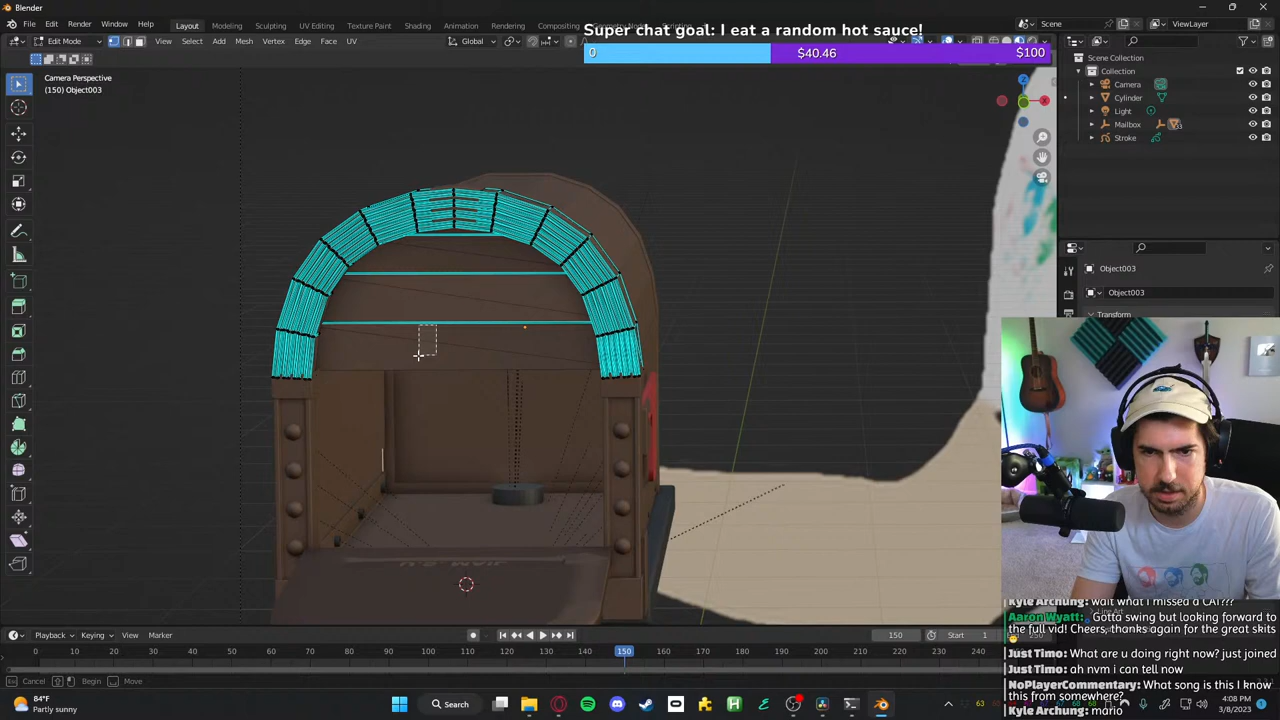 Blender
File Edit Render Window Help Layout Modeling Sculpting UV Editing Texture Paint Shading Animation Rendering Compositing Scene ViewLayer
Super chat goal: I eat a random hot sauce!
0 $40.46 $100
Edit Mode View Select Add Mesh Vertex Edge Face UV Global
Camera Perspective
(150) Object003
Scene Collection
Collection
Camera
Cylinder
Light
Mailbox
Stroke
Object003
Object003
Transform
U.S. MAIL
Kyle Archung: wait what I missed a CAT???
Aaron Wyatt: Gotta swing but looking forward to the full vid! Cheers, thanks again for the great skits
Just Timo: What are u doing right now? just joined
Just Timo: ah nvm i can tell now
NoPlayerCommentary: What song is this I know this from somewhere?
Kyle Archung: mario
Playback Keying View Marker 150 Start 1
0 10 20 30 40 50 60 70 80 90 100 110 120 130 140 150 160 170 180 190 200 210 220 230 240
Cancel Begin Move
84°F
Partly sunny
Search
4:08 PM
3/8/2023